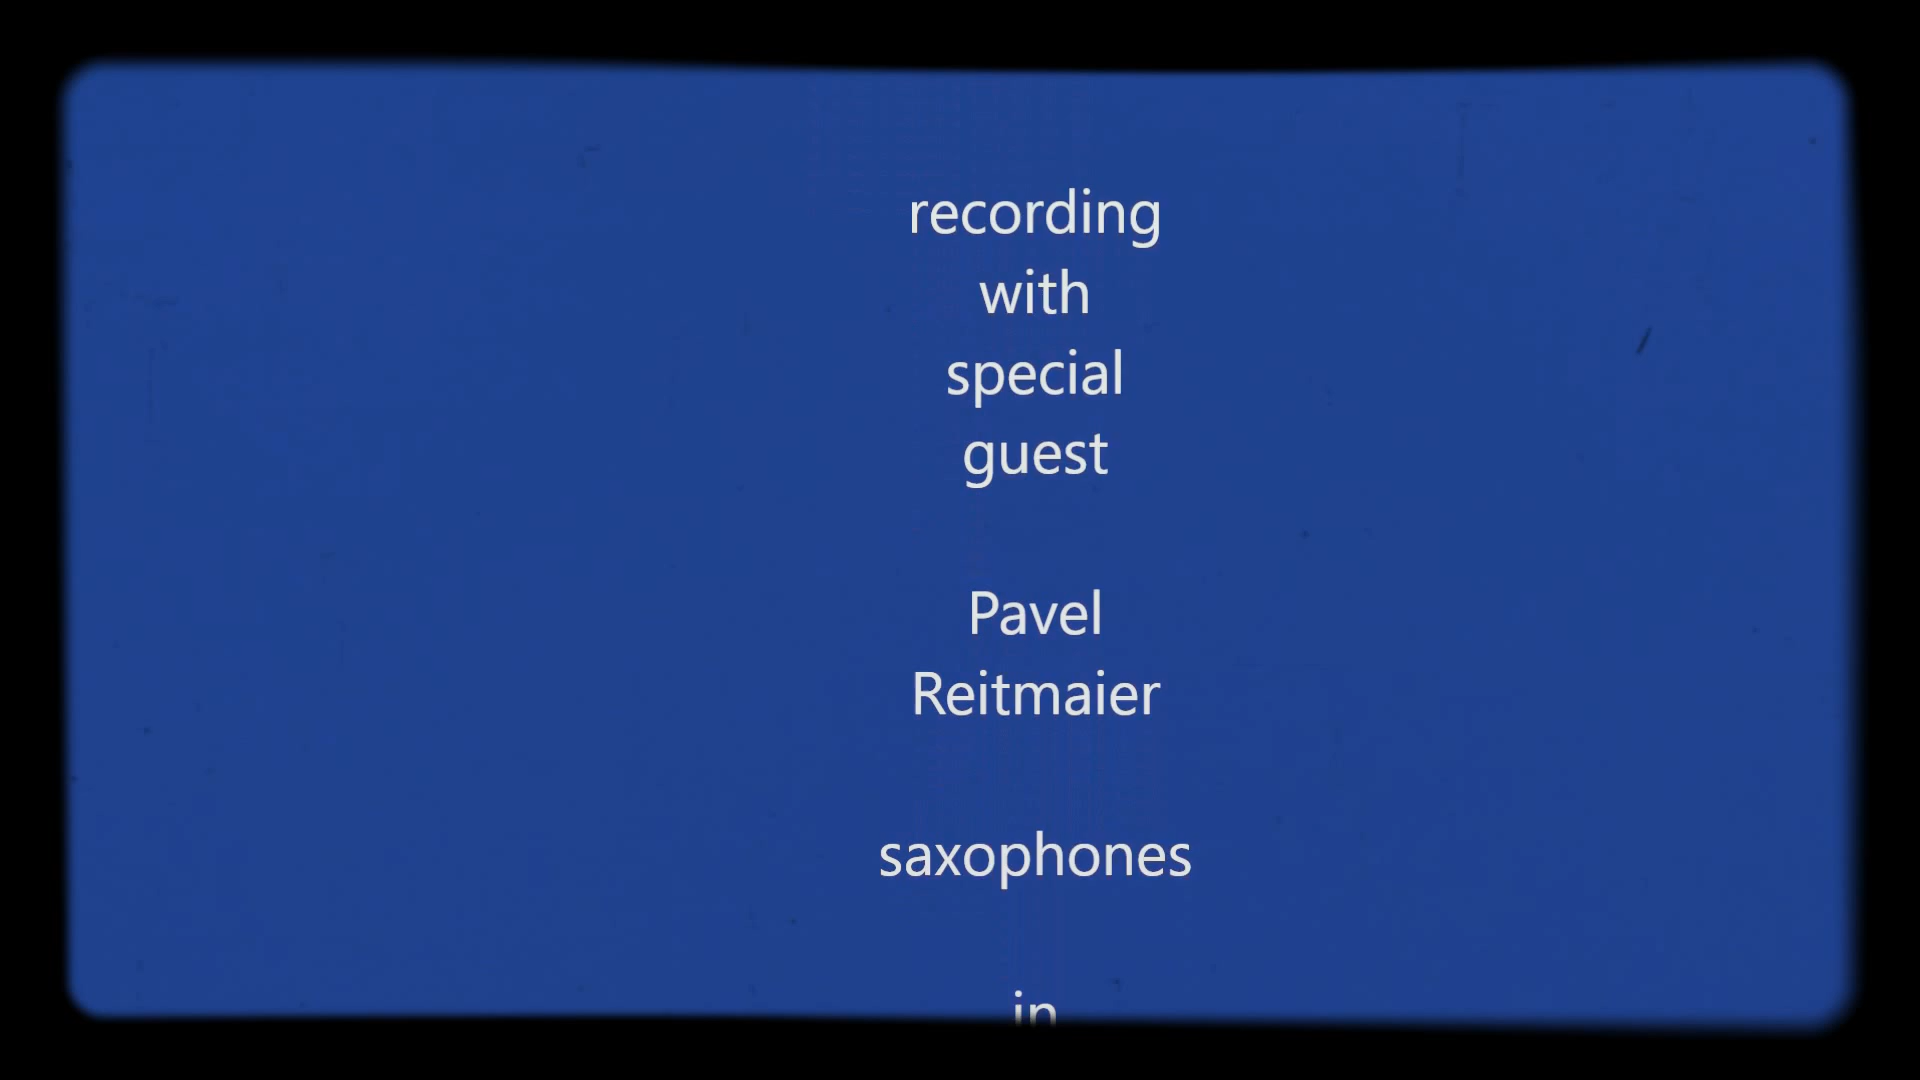 recording
with
special
guest
Pavel
Reitmaier
saxophones
in